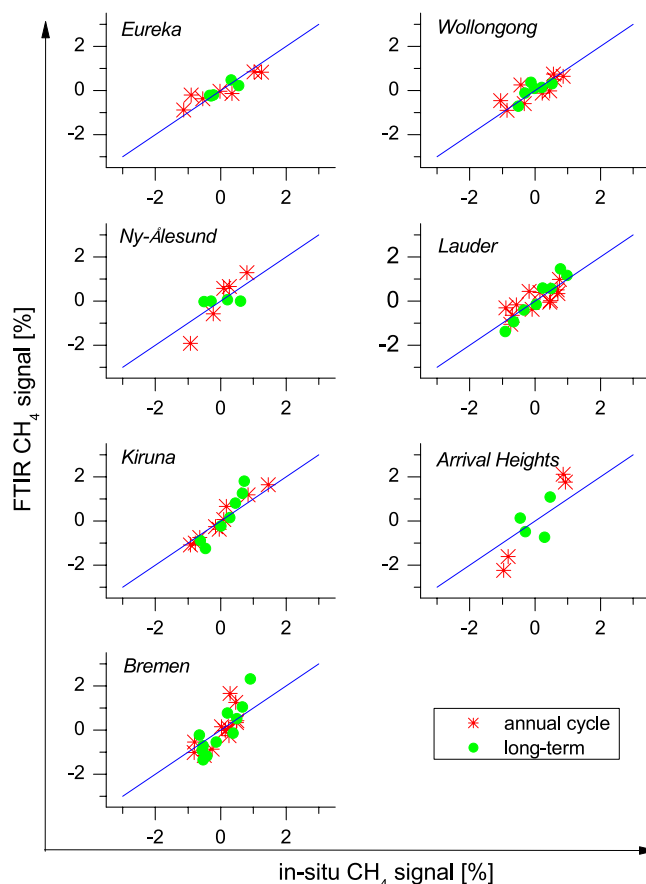 Eureka
2
0
-2
-2 0 2
Wollongong
2
0
-2
-2 0 2
Ny-Ålesund
2
0
-2
-2 0 2
Lauder
2
0
-2
-2 0 2
Kiruna
2
0
-2
-2 0 2
Arrival Heights
2
0
-2
-2 0 2
Bremen
2
0
-2
-2 0 2
annual cycle
long-term
FTIR CH₄ signal [%]
in-situ CH₄ signal [%]